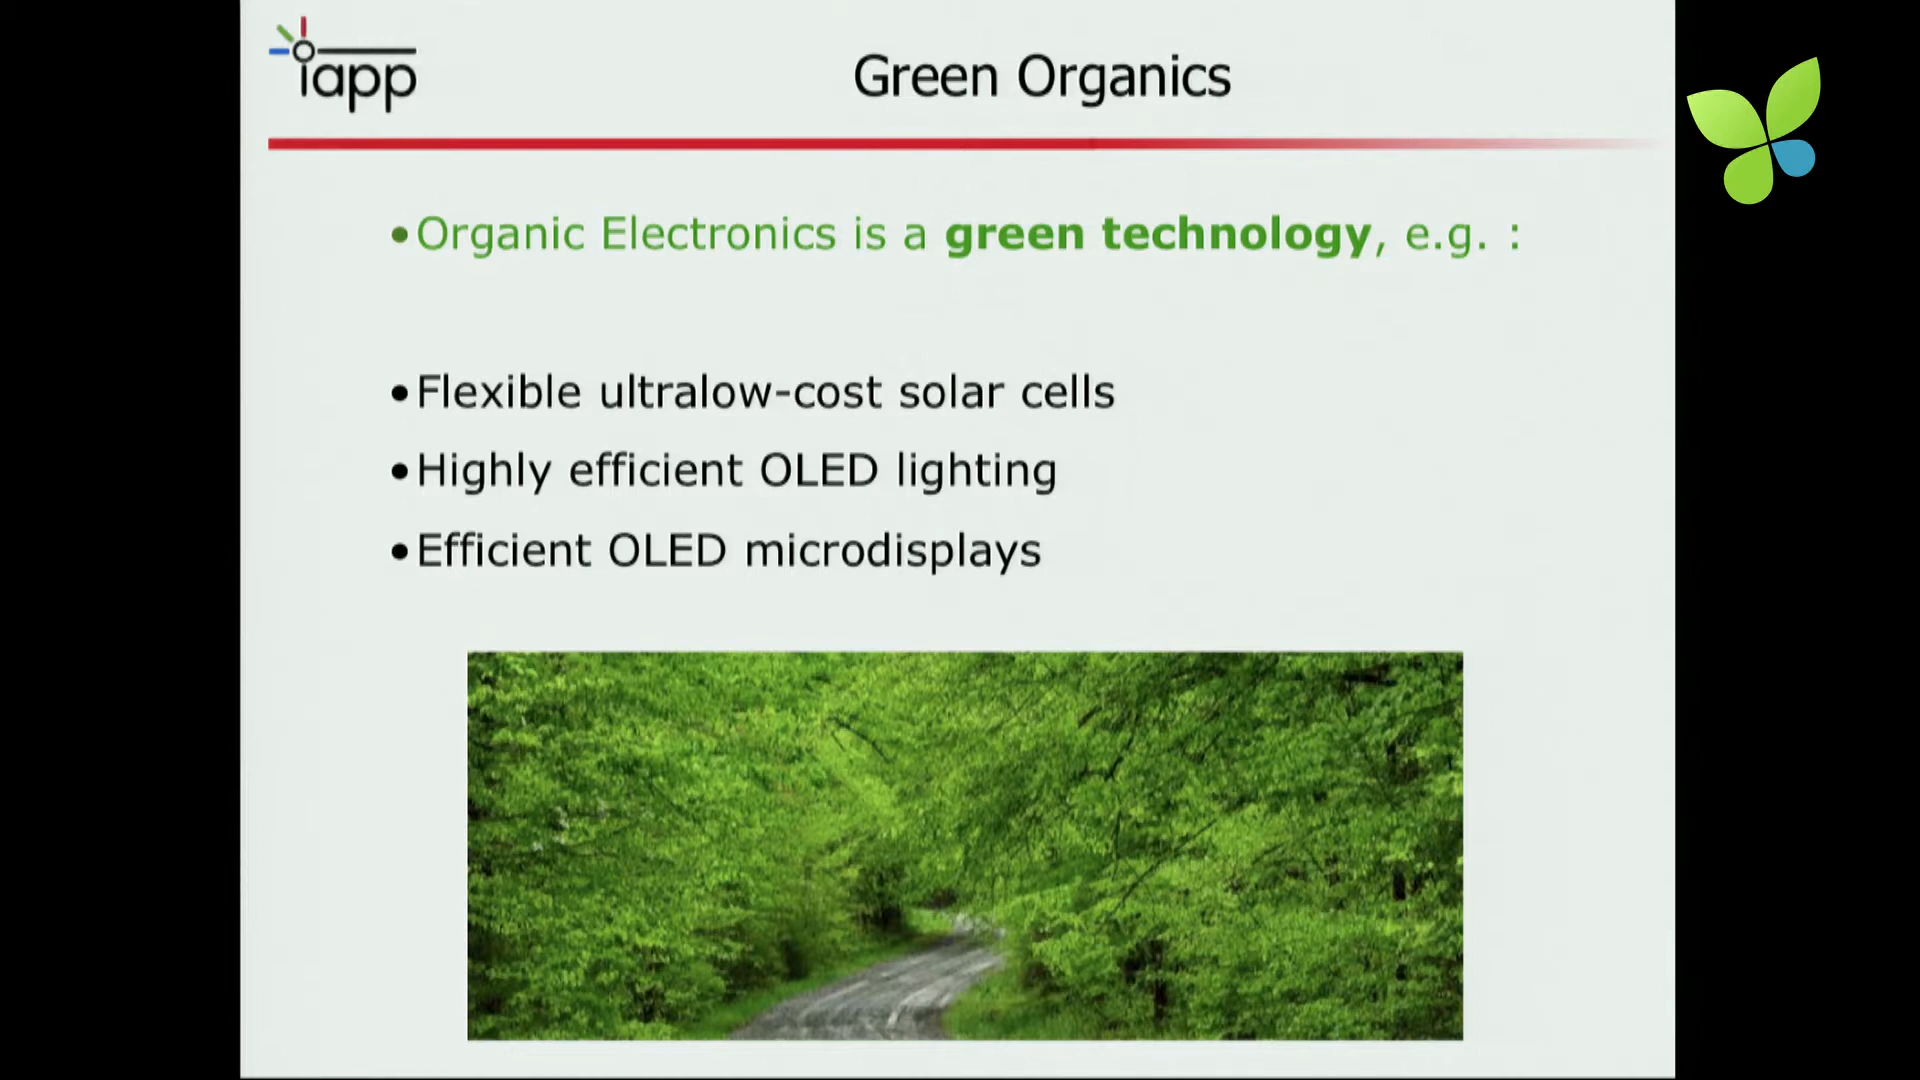 iapp
Green Organics
•Organic Electronics is a green technology, e.g. :
•Flexible ultralow-cost solar cells
•Highly efficient OLED lighting
•Efficient OLED microdisplays